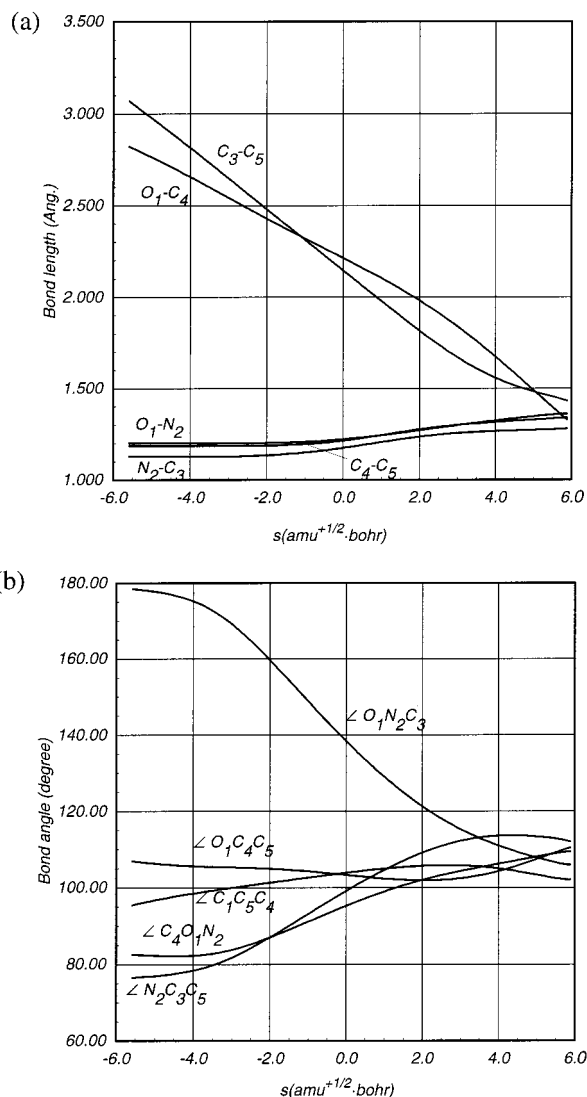 (a)
3.500
3.000
2.500
2.000
1.500
1.000
Bond length (Ang.)
C3-C5
O1-C4
O1-N2
N2-C3
C4-C5
-6.0 -4.0 -2.0 0.0 2.0 4.0 6.0
s(amu+1/2·bohr)
(b)
180.00
160.00
140.00
120.00
100.00
80.00
60.00
Bond angle (degree)
∠ O1N2C3
∠ O1C4C5
∠ C1C5C4
∠ C4O1N2
∠ N2C3C5
-6.0 -4.0 -2.0 0.0 2.0 4.0 6.0
s(amu+1/2·bohr)